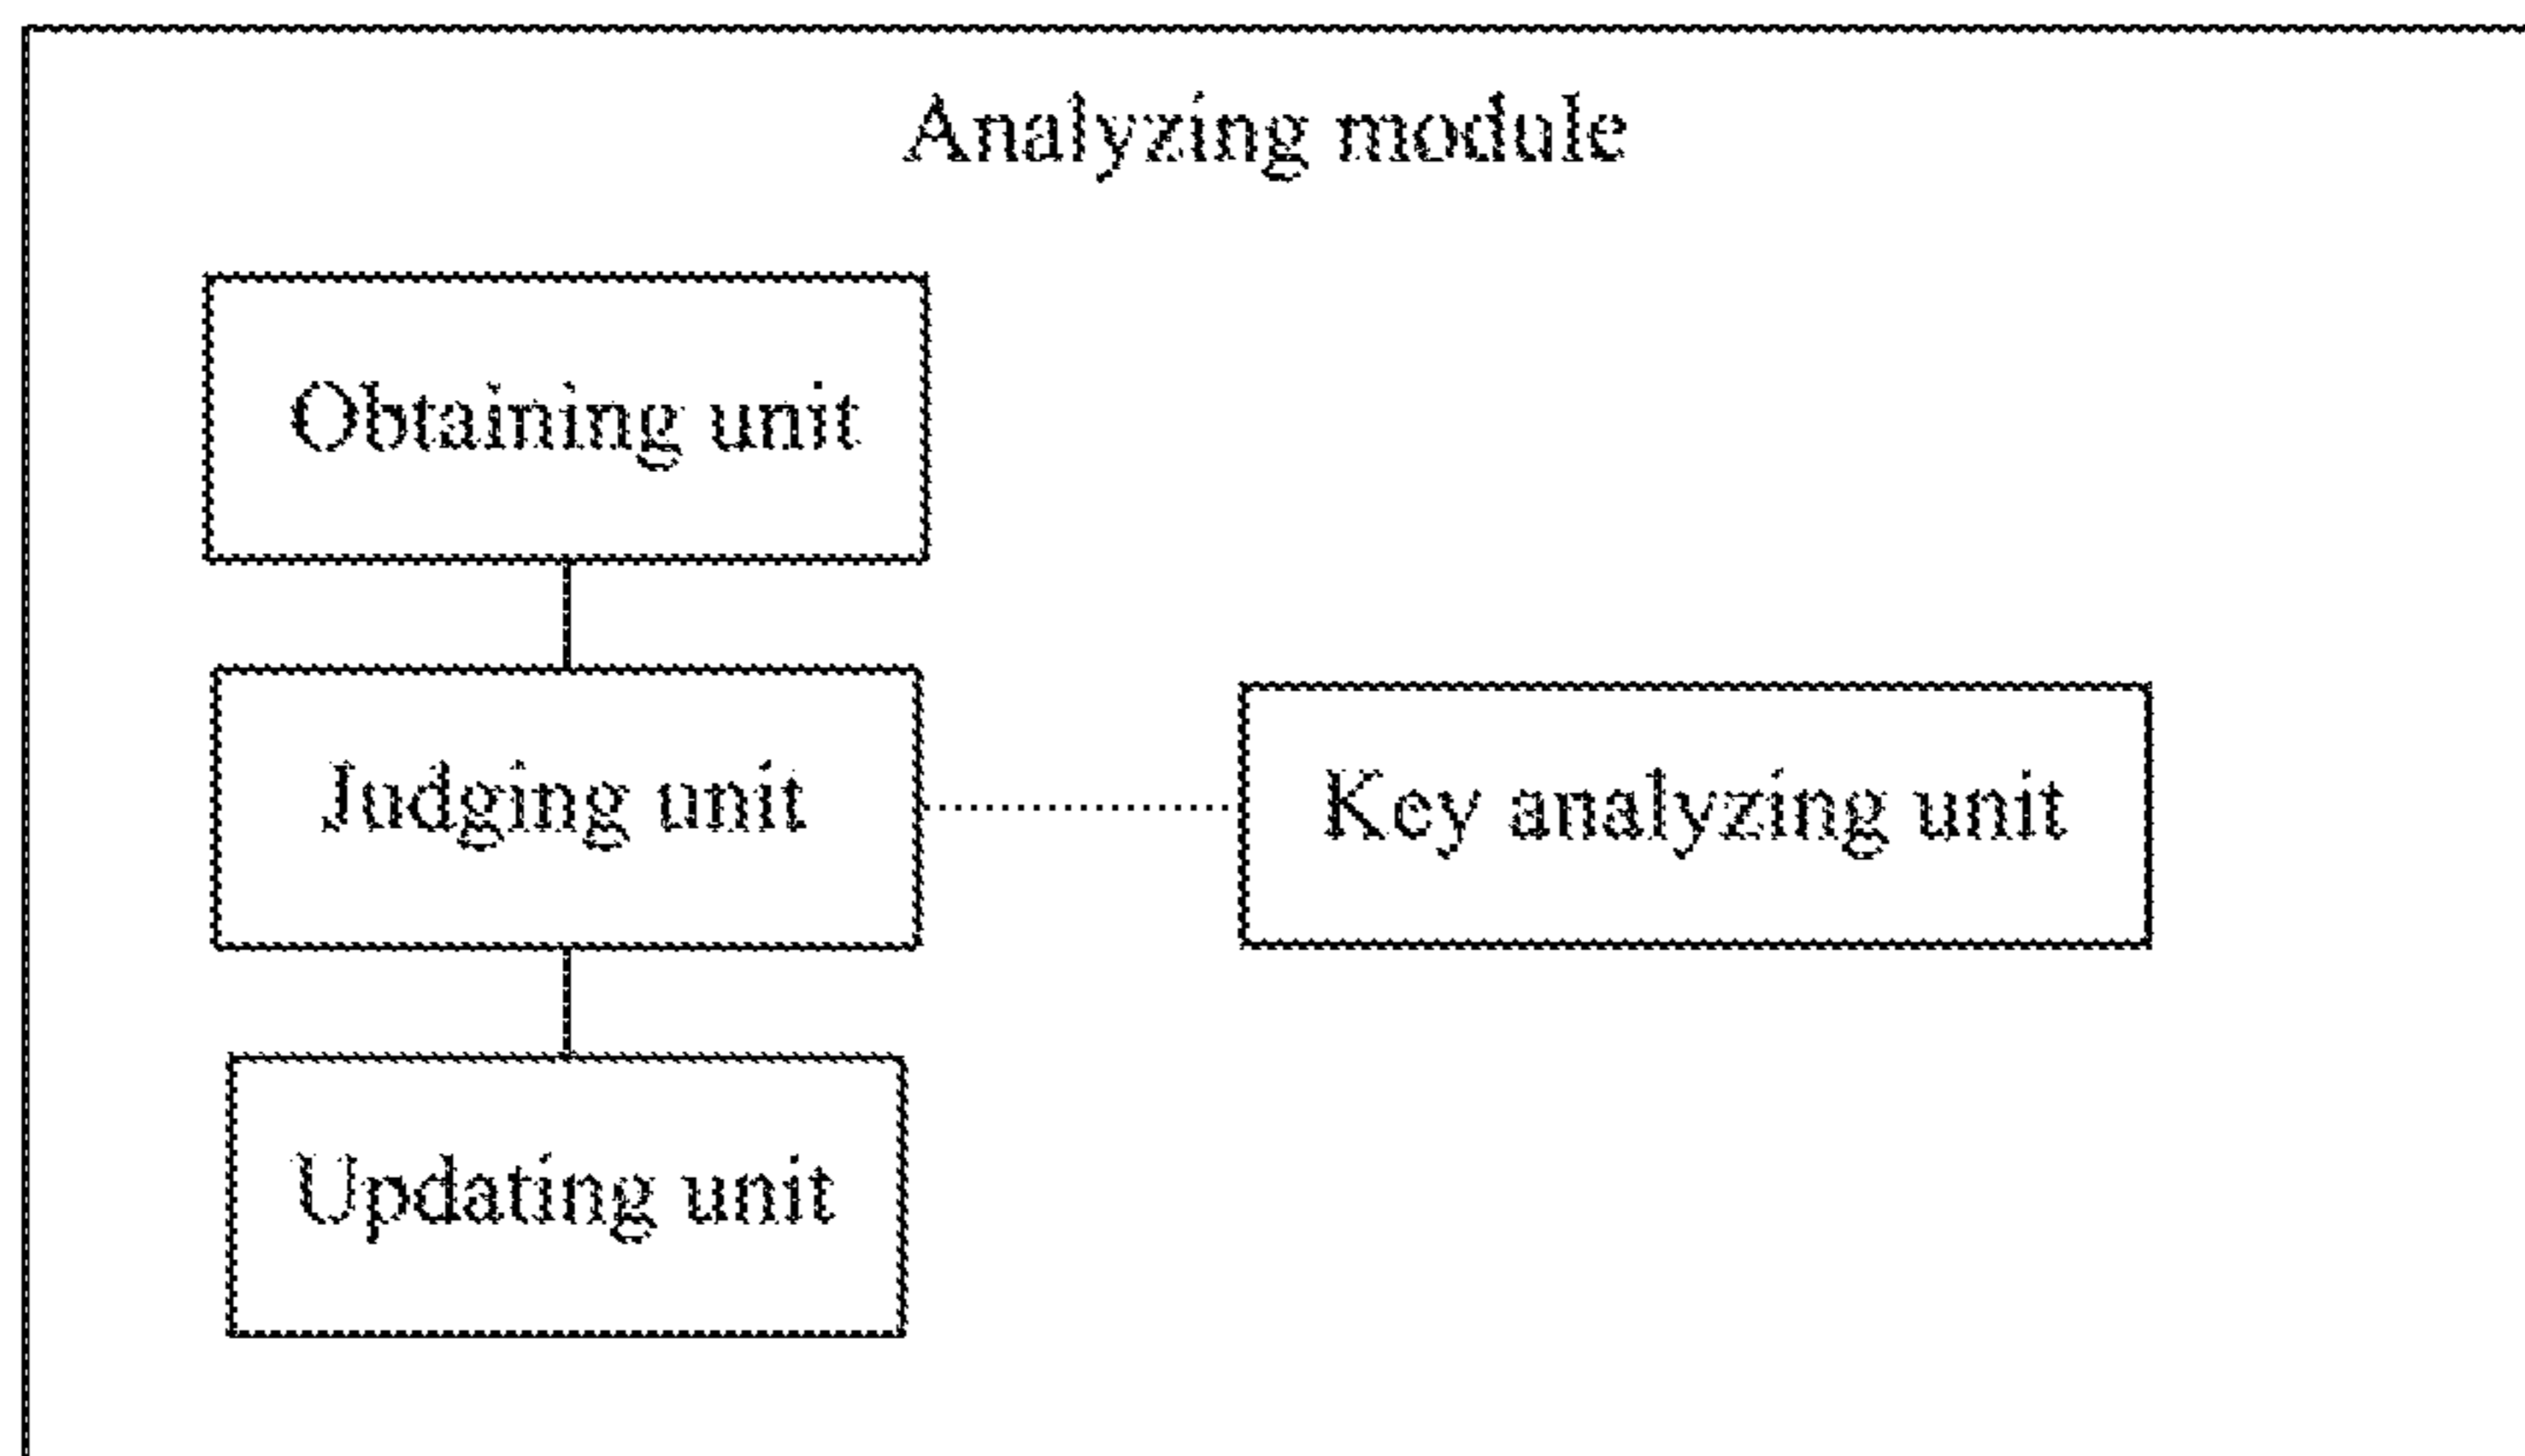 Analyzing module
Obtaining unit
Judging unit
Key analyzing unit
Updating unit